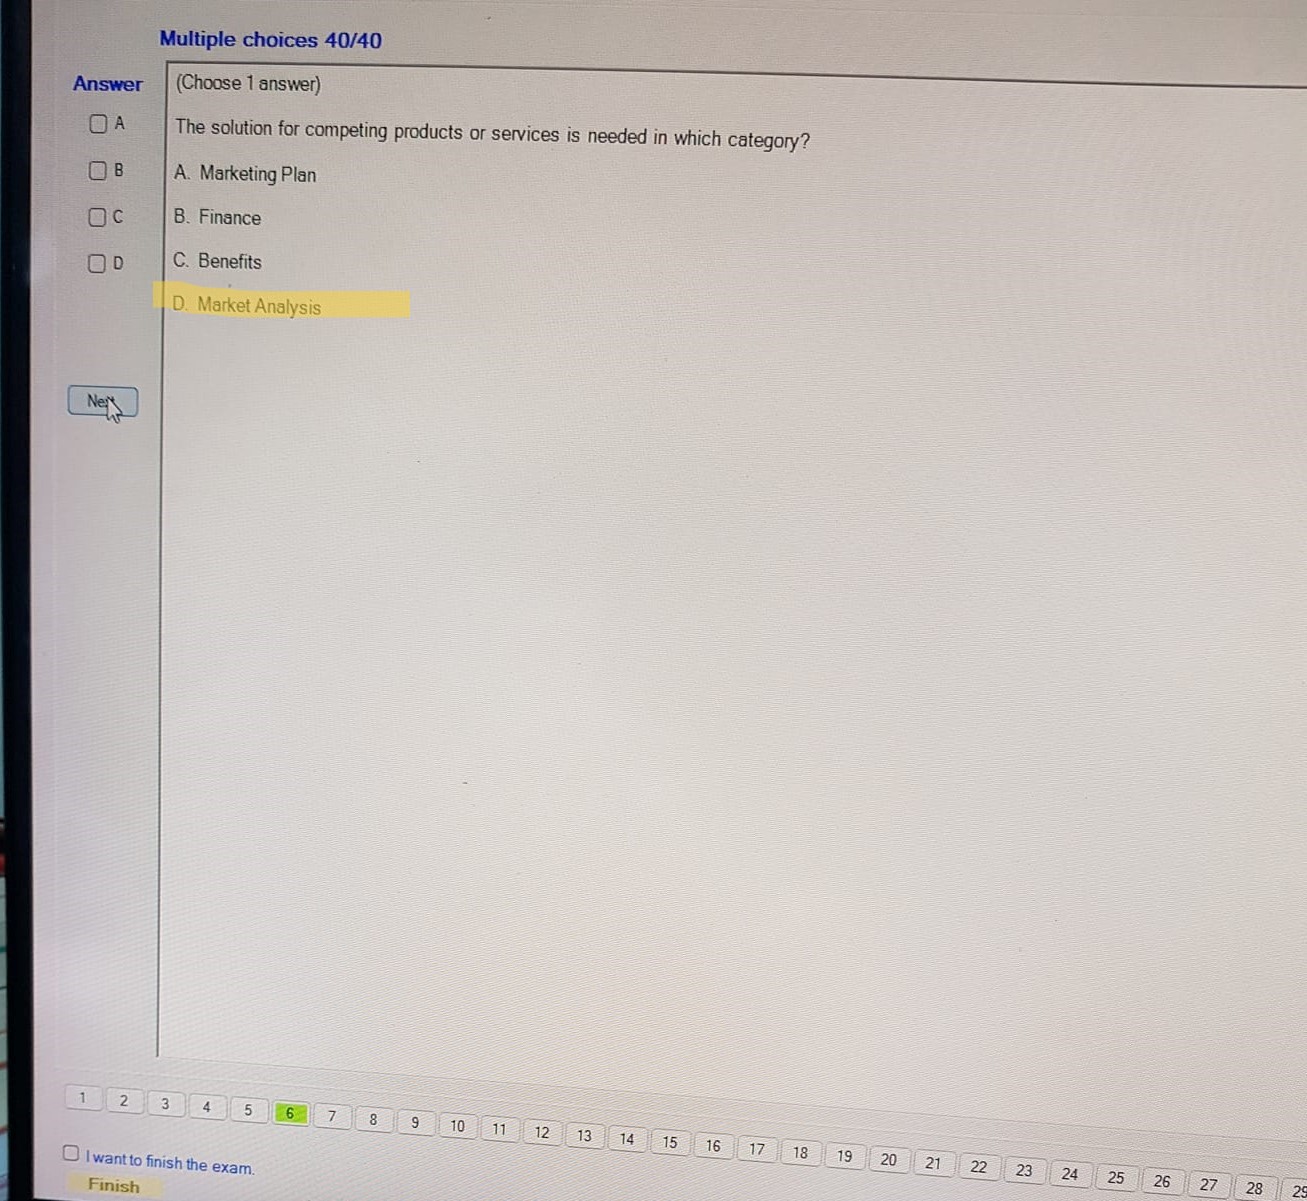 Multiple choices 40/40
Answer
(Choose 1 answer)
A
The solution for competing products or services is needed in which category?
B
A. Marketing Plan
C
B. Finance
D
C. Benefits
D. Market Analysis
Next
1 2 3 4 5 6 7 8 9 10 11 12 13 14 15 16 17 18 19 20 21 22 23 24 25 26 27 28
I want to finish the exam.
Finish